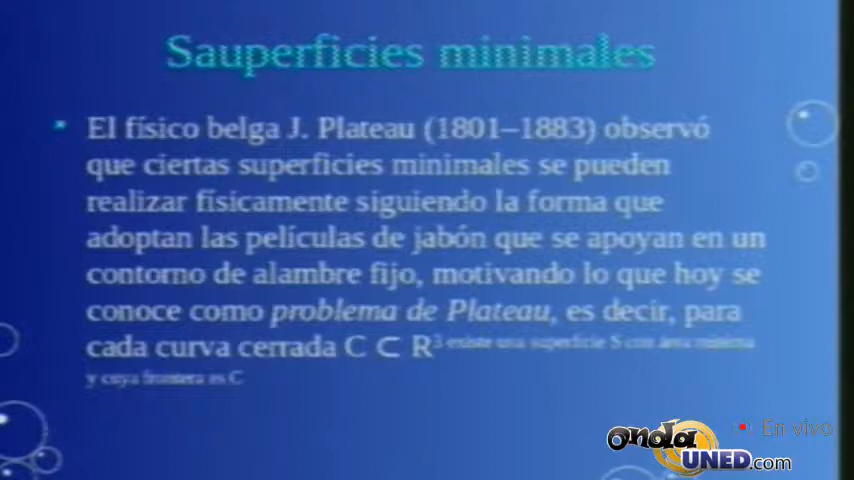 Sauperficies minimales
El físico belga J. Plateau (1801–1883) observó
que ciertas superficies minimales se pueden
realizar físicamente siguiendo la forma que
adoptan las películas de jabón que se apoyan en un
contorno de alambre fijo, motivando lo que hoy se
conoce como problema de Plateau, es decir, para
cada curva cerrada C ⊂ R³ existe una superficie S con área mínima
y cuya frontera es C
En vivo
onda
UNED.com